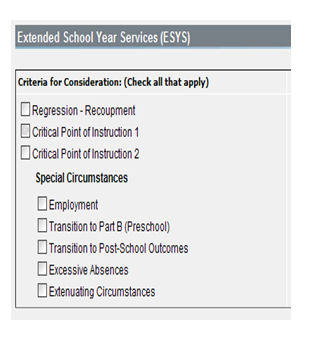 Extended School Year Services (ESYS)
Criteria for Consideration: (Check all that apply)
Regression - Recoupment
Critical Point of Instruction 1
Critical Point of Instruction 2
Special Circumstances
Employment
Transition to Part B (Preschool)
Transition to Post-School Outcomes
Excessive Absences
Extenuating Circumstances